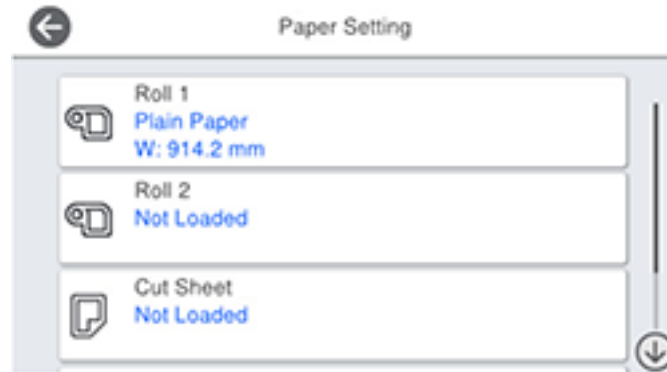 Paper Setting
Roll 1
Plain Paper
W: 914.2 mm
Roll 2
Not Loaded
Cut Sheet
Not Loaded